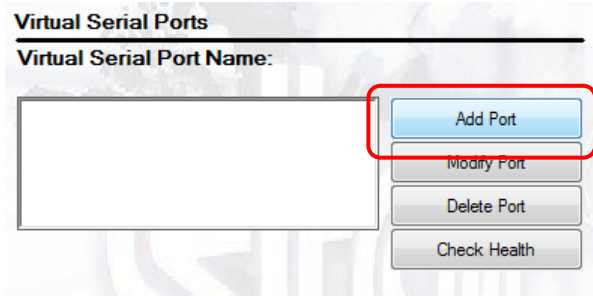 Virtual Serial Ports
Virtual Serial Port Name:
Add Port
Modify Port
Delete Port
Check Health